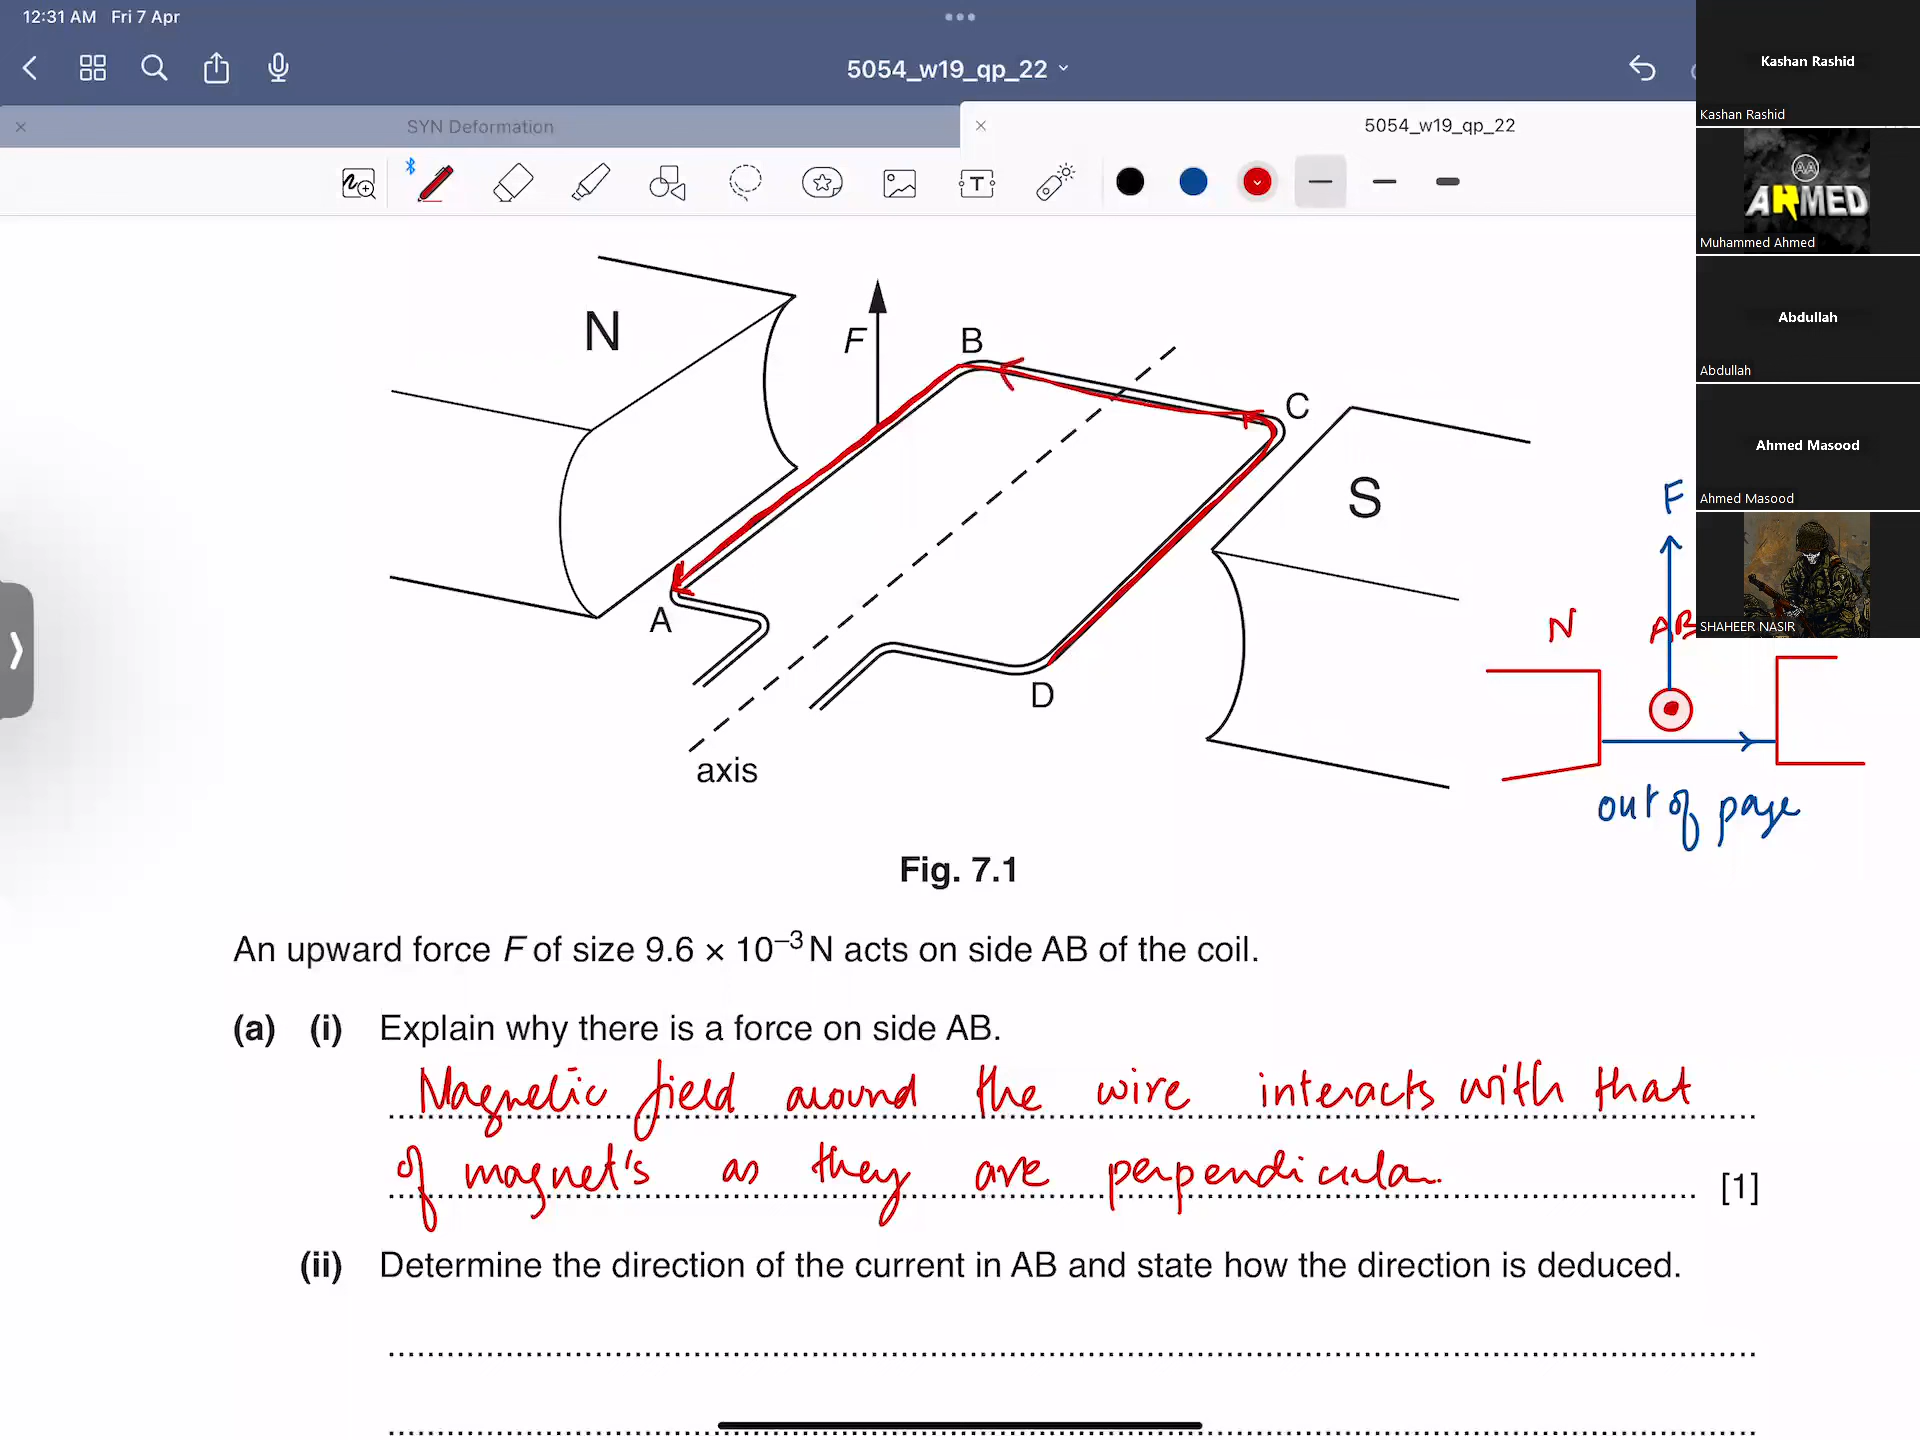 12:31 AM Fri 7 Apr
5054_w19_qp_22
SYN Deformation
5054_w19_qp_22
T
Kashan Rashid
Kashan Rashid
AA
AHMED
Muhammed Ahmed
Abdullah
Abdullah
Ahmed Masood
Ahmed Masood
SHAHEER NASIR
N
F
B
C
S
A
D
axis
F
N
AB
out of page
Fig. 7.1
An upward force F of size 9.6 × 10⁻³ N acts on side AB of the coil.
(a) (i) Explain why there is a force on side AB.
Magnetic field around the wire interacts with that
of magnet's as they are perpendicular. [1]
(ii) Determine the direction of the current in AB and state how the direction is deduced.